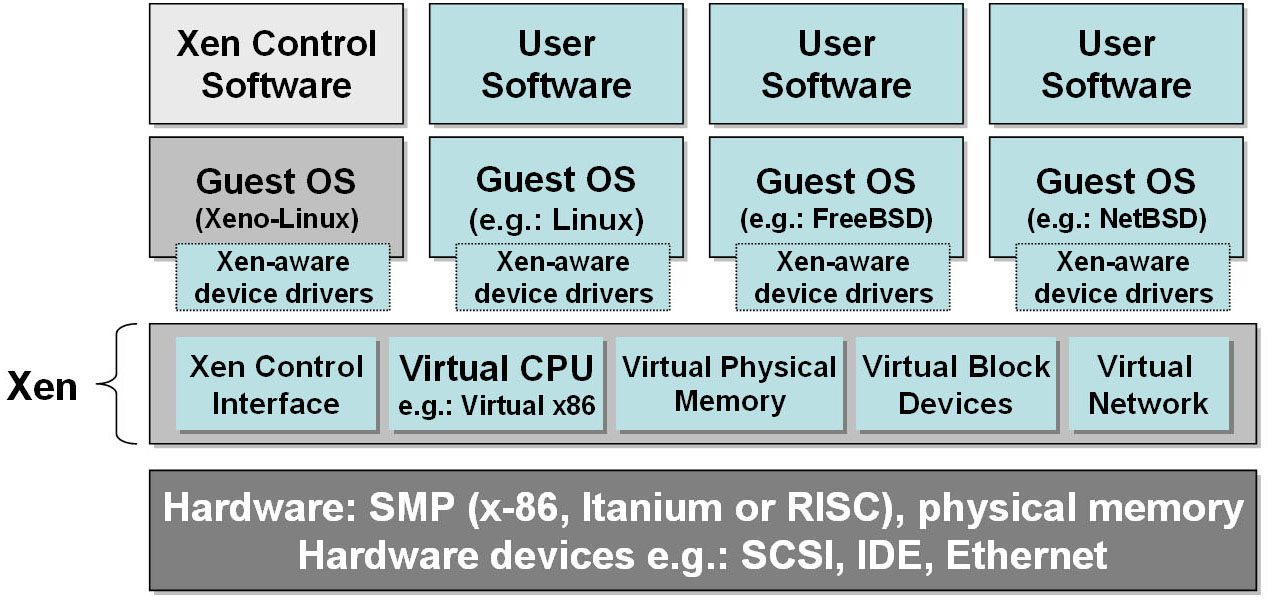 Xen Control
Software
User
Software
User
Software
User
Software
Guest OS
(Xeno-Linux)
Guest OS
(e.g.: Linux)
Guest OS
(e.g.: FreeBSD)
Guest OS
(e.g.: NetBSD)
Xen-aware
device drivers
Xen-aware
device drivers
Xen-aware
device drivers
Xen-aware
device drivers
Xen
Xen Control
Interface
Virtual CPU
e.g.: Virtual x86
Virtual Physical
Memory
Virtual Block
Devices
Virtual
Network
Hardware: SMP (x-86, Itanium or RISC), physical memory
Hardware devices e.g.: SCSI, IDE, Ethernet